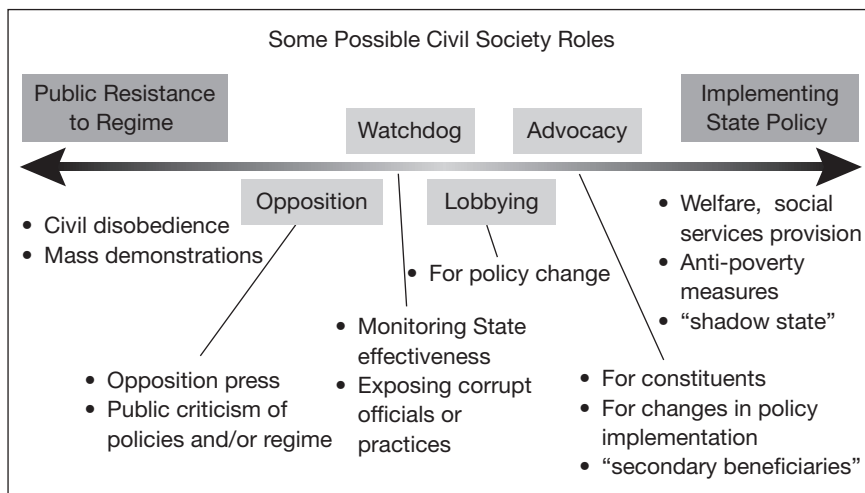 Some Possible Civil Society Roles
Public Resistance
to Regime
Watchdog
Advocacy
Implementing
State Policy
Opposition
Lobbying
• Civil disobedience
• Mass demonstrations
• Welfare, social
services provision
• Anti-poverty
measures
• “shadow state”
• For policy change
• Monitoring State
effectiveness
• Exposing corrupt
officials or
practices
• Opposition press
• Public criticism of
policies and/or regime
• For constituents
• For changes in policy
implementation
• “secondary beneficiaries”